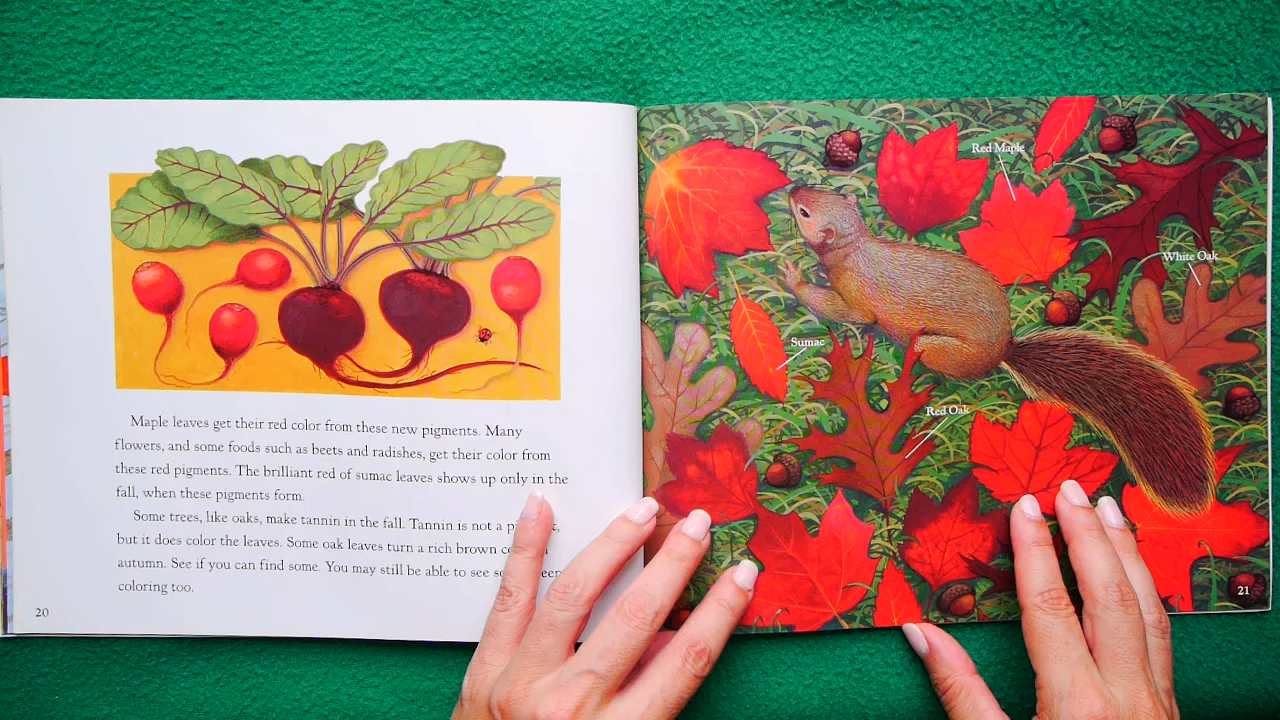 Maple leaves get their red color from these new pigments. Many
flowers, and some foods such as beets and radishes, get their color from
these red pigments. The brilliant red of sumac leaves shows up only in the
fall, when these pigments form.
Some trees, like oaks, make tannin in the fall. Tannin is not a
but it does color the leaves. Some oak leaves turn a rich brown
autumn. See if you can find some. You may still be able to see
coloring too.
20
Red Maple
White Oak
Sumac
Red Oak
21